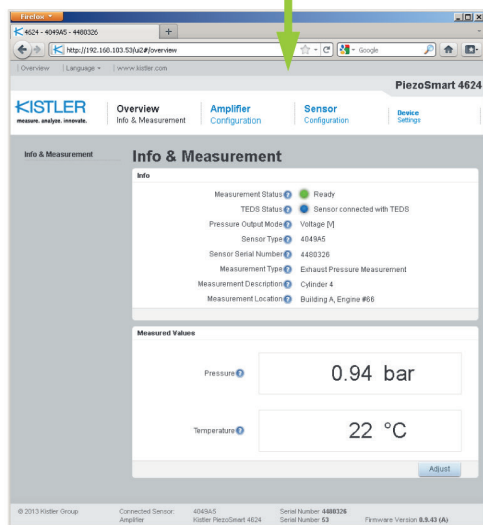 Firefox
4624 - 4049A5 - 4480326
+
http://192.168.103.53/ui2#/overview
Google
Overview | Language | www.kistler.com
PiezoSmart 4624
KISTLER
measure. analyze. innovate.
Overview
Info & Measurement
Amplifier
Configuration
Sensor
Configuration
Device
Settings
Info & Measurement
Info & Measurement
Info
Measurement Status ? Ready
TEDS Status ? Sensor connected with TEDS
Pressure Output Mode ? Voltage [V]
Sensor Type ? 4049A5
Sensor Serial Number ? 4480326
Measurement Type ? Exhaust Pressure Measurement
Measurement Description ? Cylinder 4
Measurement Location ? Building A, Engine #66
Measured Values
Pressure ? 0.94 bar
Temperature ? 22 °C
Adjust
© 2013 Kistler Group Connected Sensor: 4049A5 Serial Number 4480326
Amplifier Kistler PiezoSmart 4624 Serial Number 53 Firmware Version 0.9.43 (A)